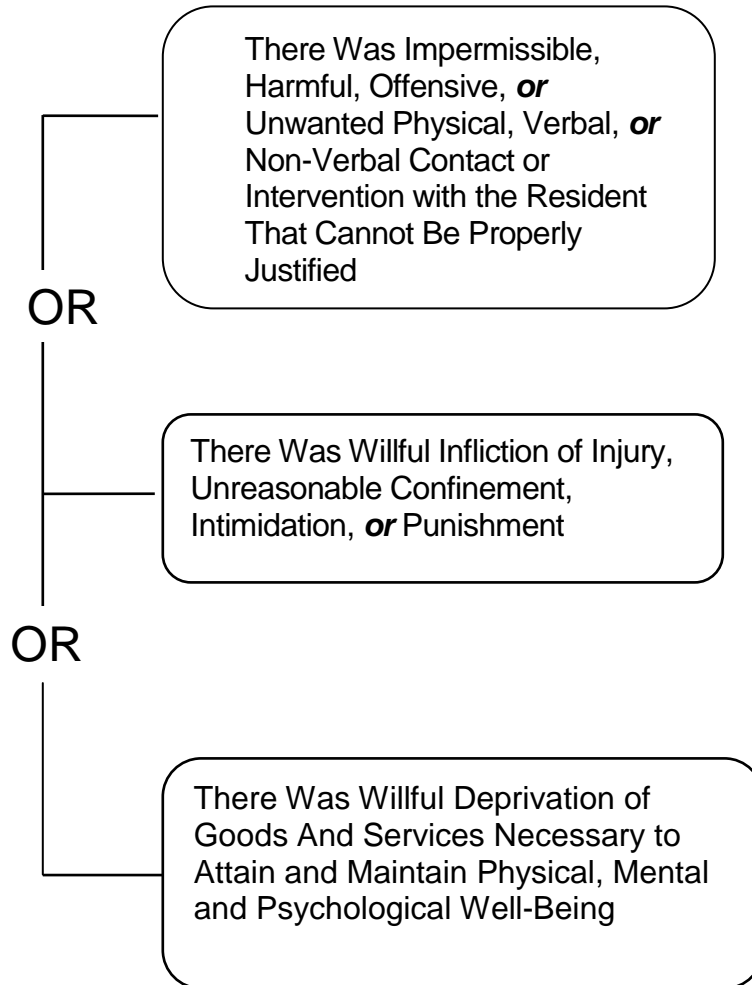 There Was Impermissible,
Harmful, Offensive, or
Unwanted Physical, Verbal, or
Non-Verbal Contact or
Intervention with the Resident
That Cannot Be Properly
Justified
OR
There Was Willful Infliction of Injury,
Unreasonable Confinement,
Intimidation, or Punishment
OR
There Was Willful Deprivation of
Goods And Services Necessary to
Attain and Maintain Physical, Mental
and Psychological Well-Being